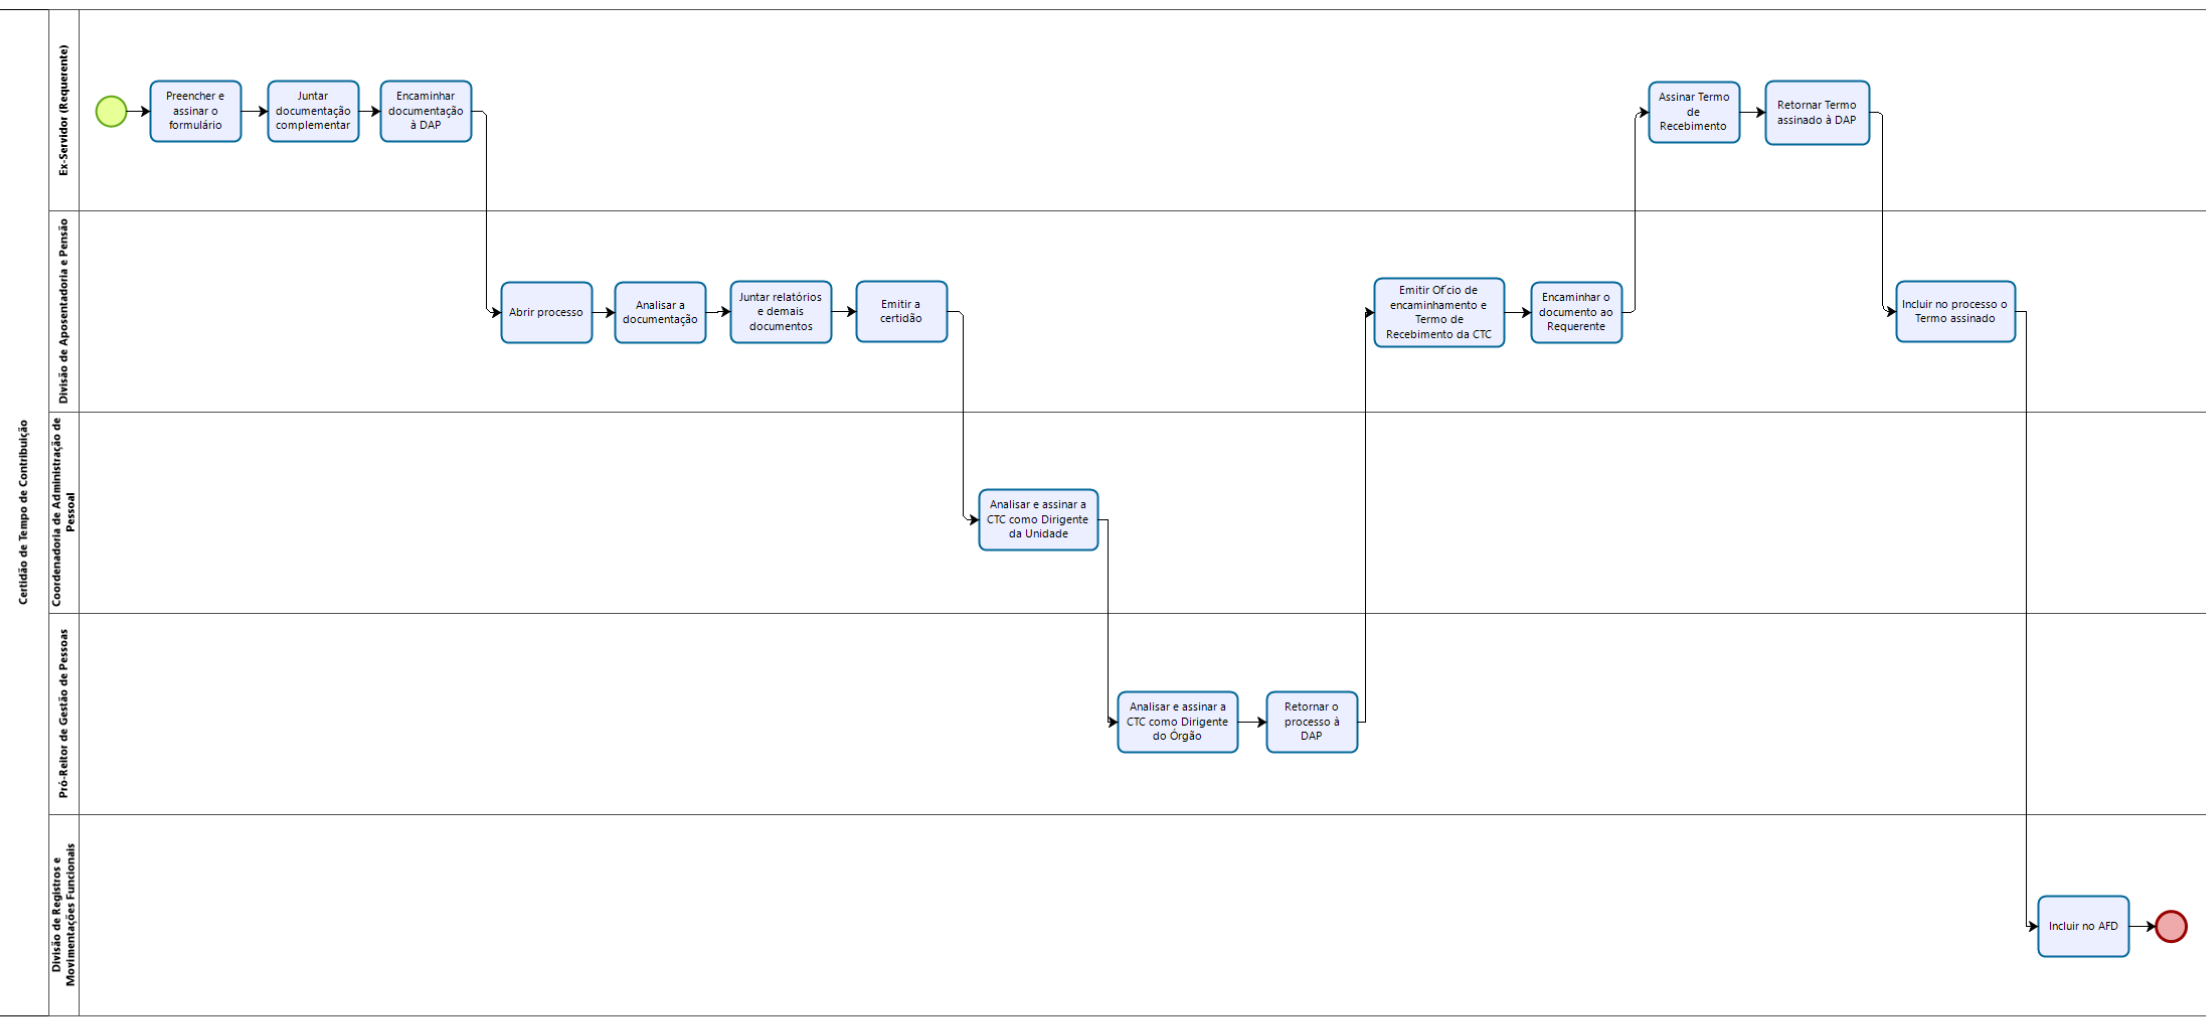 Certidão de Tempo de Contribuição
Ex-Servidor (Requerente)
Preencher e
assinar o
formulário
Juntar
documentação
complementar
Encaminhar
documentação
à DAP
Assinar Termo
de
Recebimento
Retornar Termo
assinado à DAP
Divisão de Aposentadoria e Pensão
Abrir processo
Analisar a
documentação
Juntar relatórios
e demais
documentos
Emitir a
certidão
Emitir Ofcio de
encaminhamento e
Termo de
Recebimento da CTC
Encaminhar o
documento ao
Requerente
Incluir no processo o
Termo assinado
Coordenadoria de Administração de
Pessoal
Analisar e assinar a
CTC como Dirigente
da Unidade
Pró-Reitor de Gestão de Pessoas
Analisar e assinar a
CTC como Dirigente
do Órgão
Retornar o
processo à
DAP
Divisão de Registros e
Movimentações Funcionais
Incluir no AFD